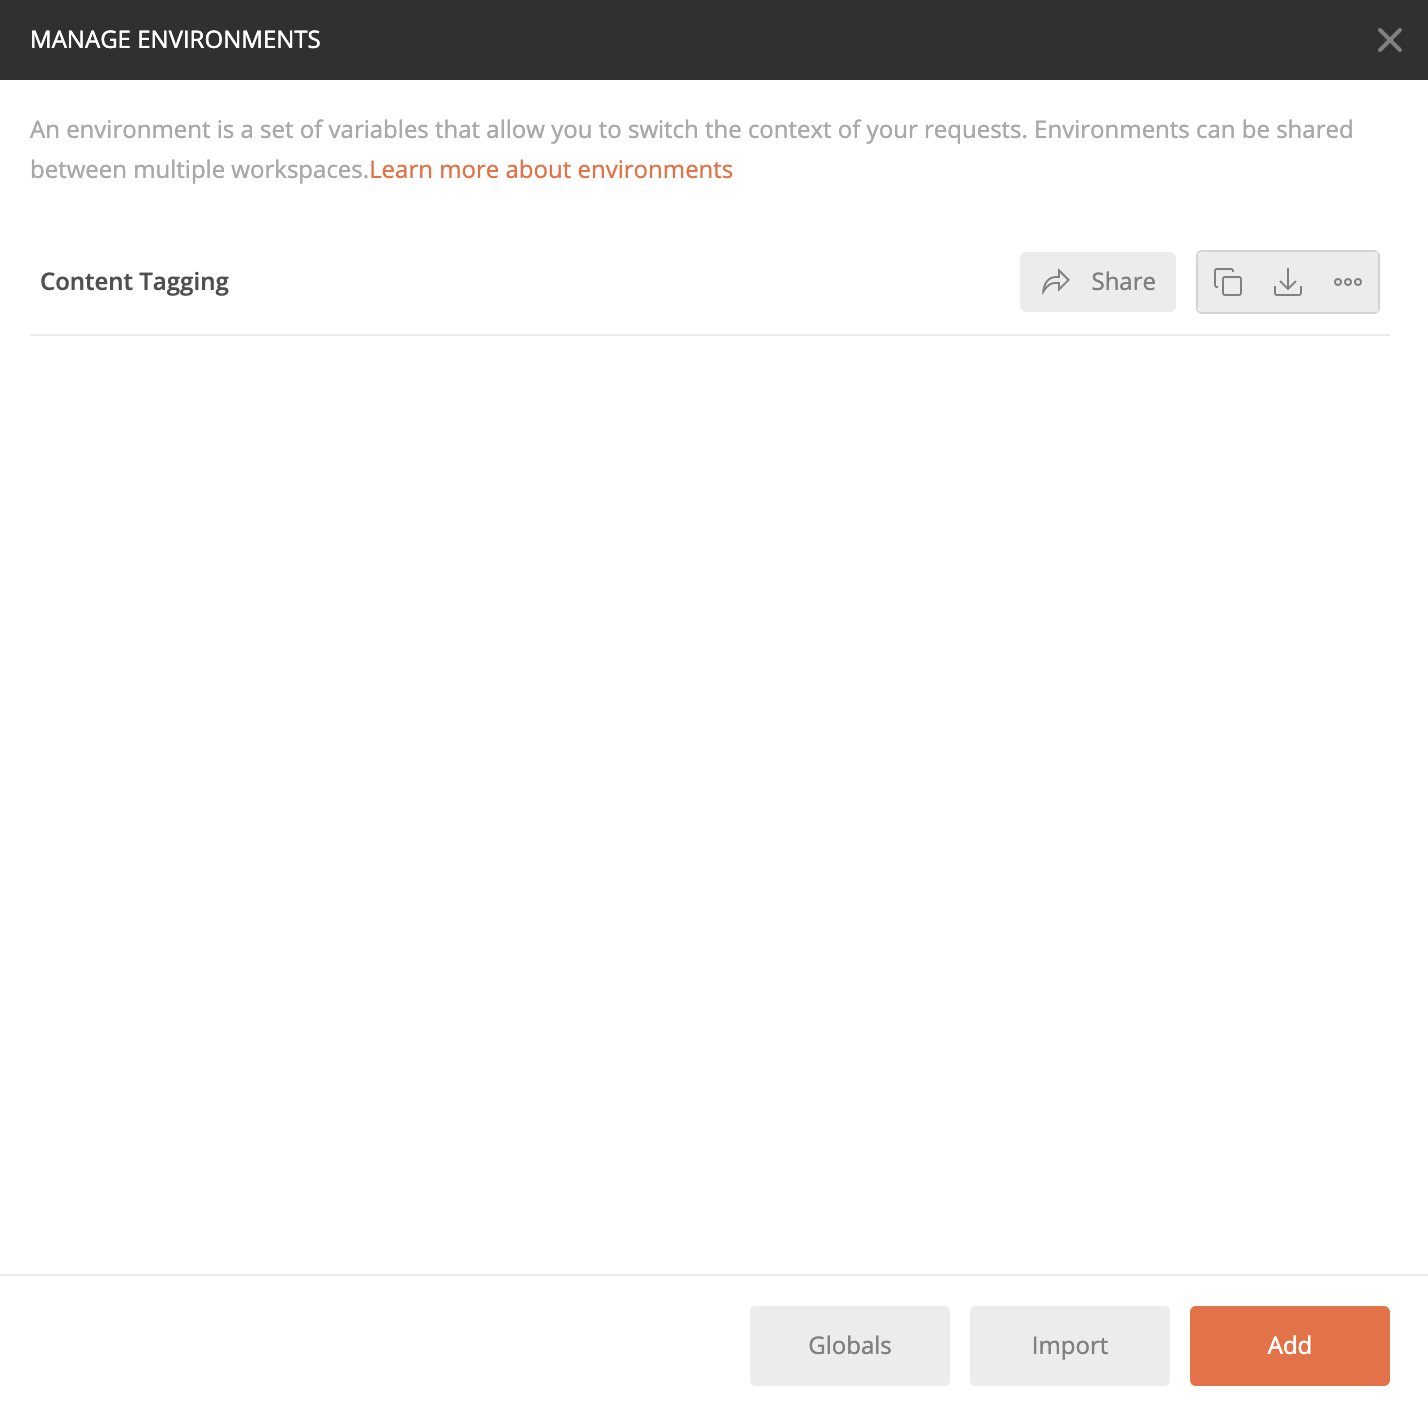 MANAGE ENVIRONMENTS
An environment is a set of variables that allow you to switch the context of your requests. Environments can be shared
between multiple workspaces.Learn more about environments
Content Tagging
Share
Globals
Import
Add